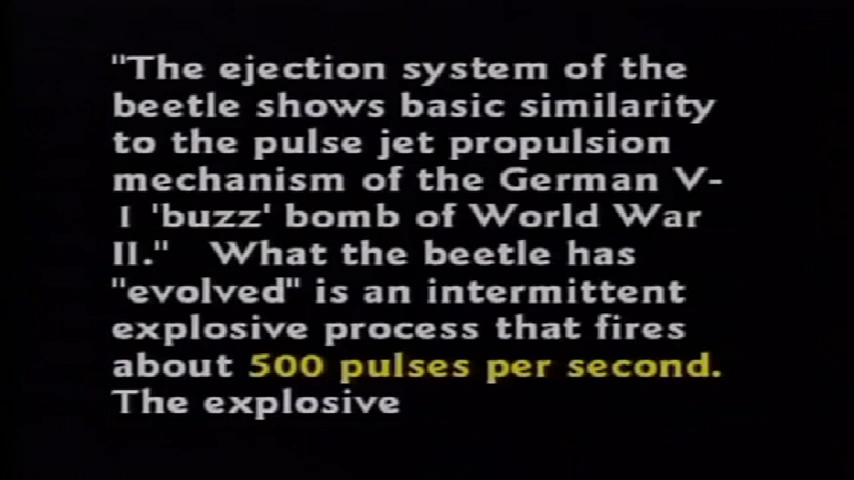 "The ejection system of the
beetle shows basic similarity
to the pulse jet propulsion
mechanism of the German V-
1 'buzz' bomb of World War
II."   What the beetle has
"evolved" is an intermittent
explosive process that fires
about 500 pulses per second.
The explosive